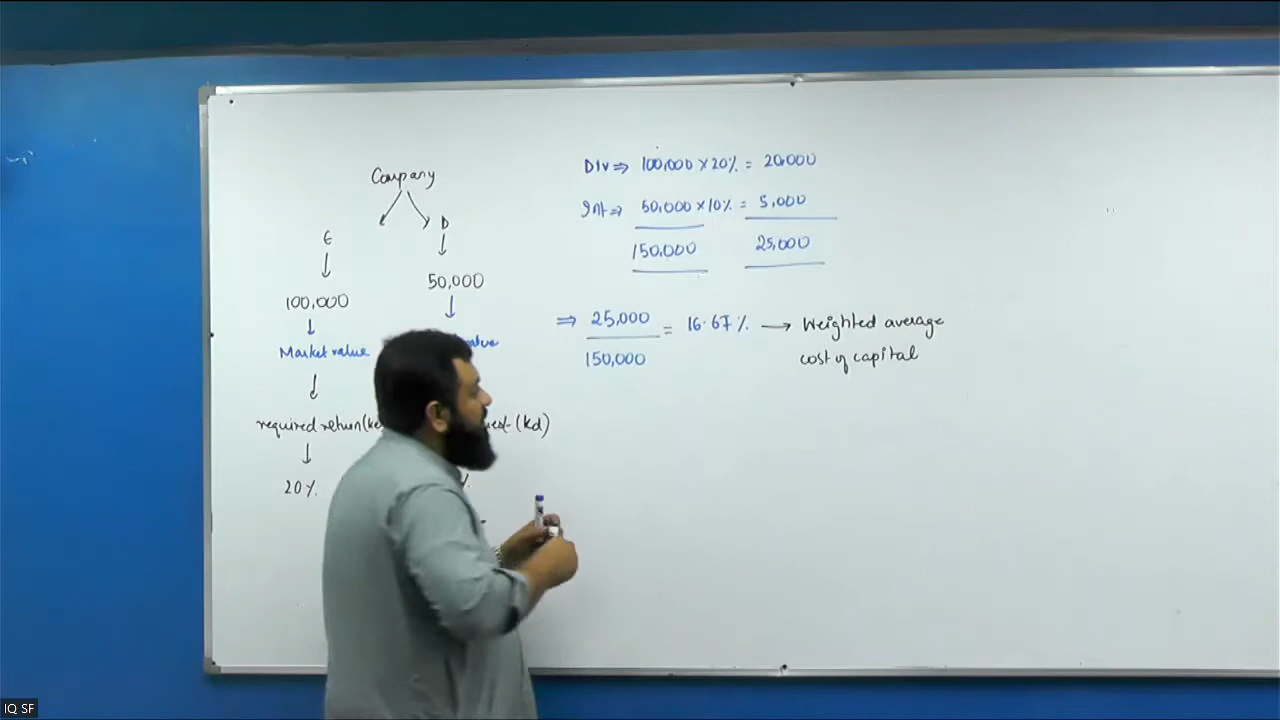 Company
E D
100,000 50,000
Market value
required return (ke (kd)
20%
Div ⇒ 100,000 × 20% = 20,000
Int ⇒ 50,000 × 10% = 5,000
150,000 25,000
⇒ 25,000 = 16.67% → Weighted average
150,000 cost of capital
IQ SF